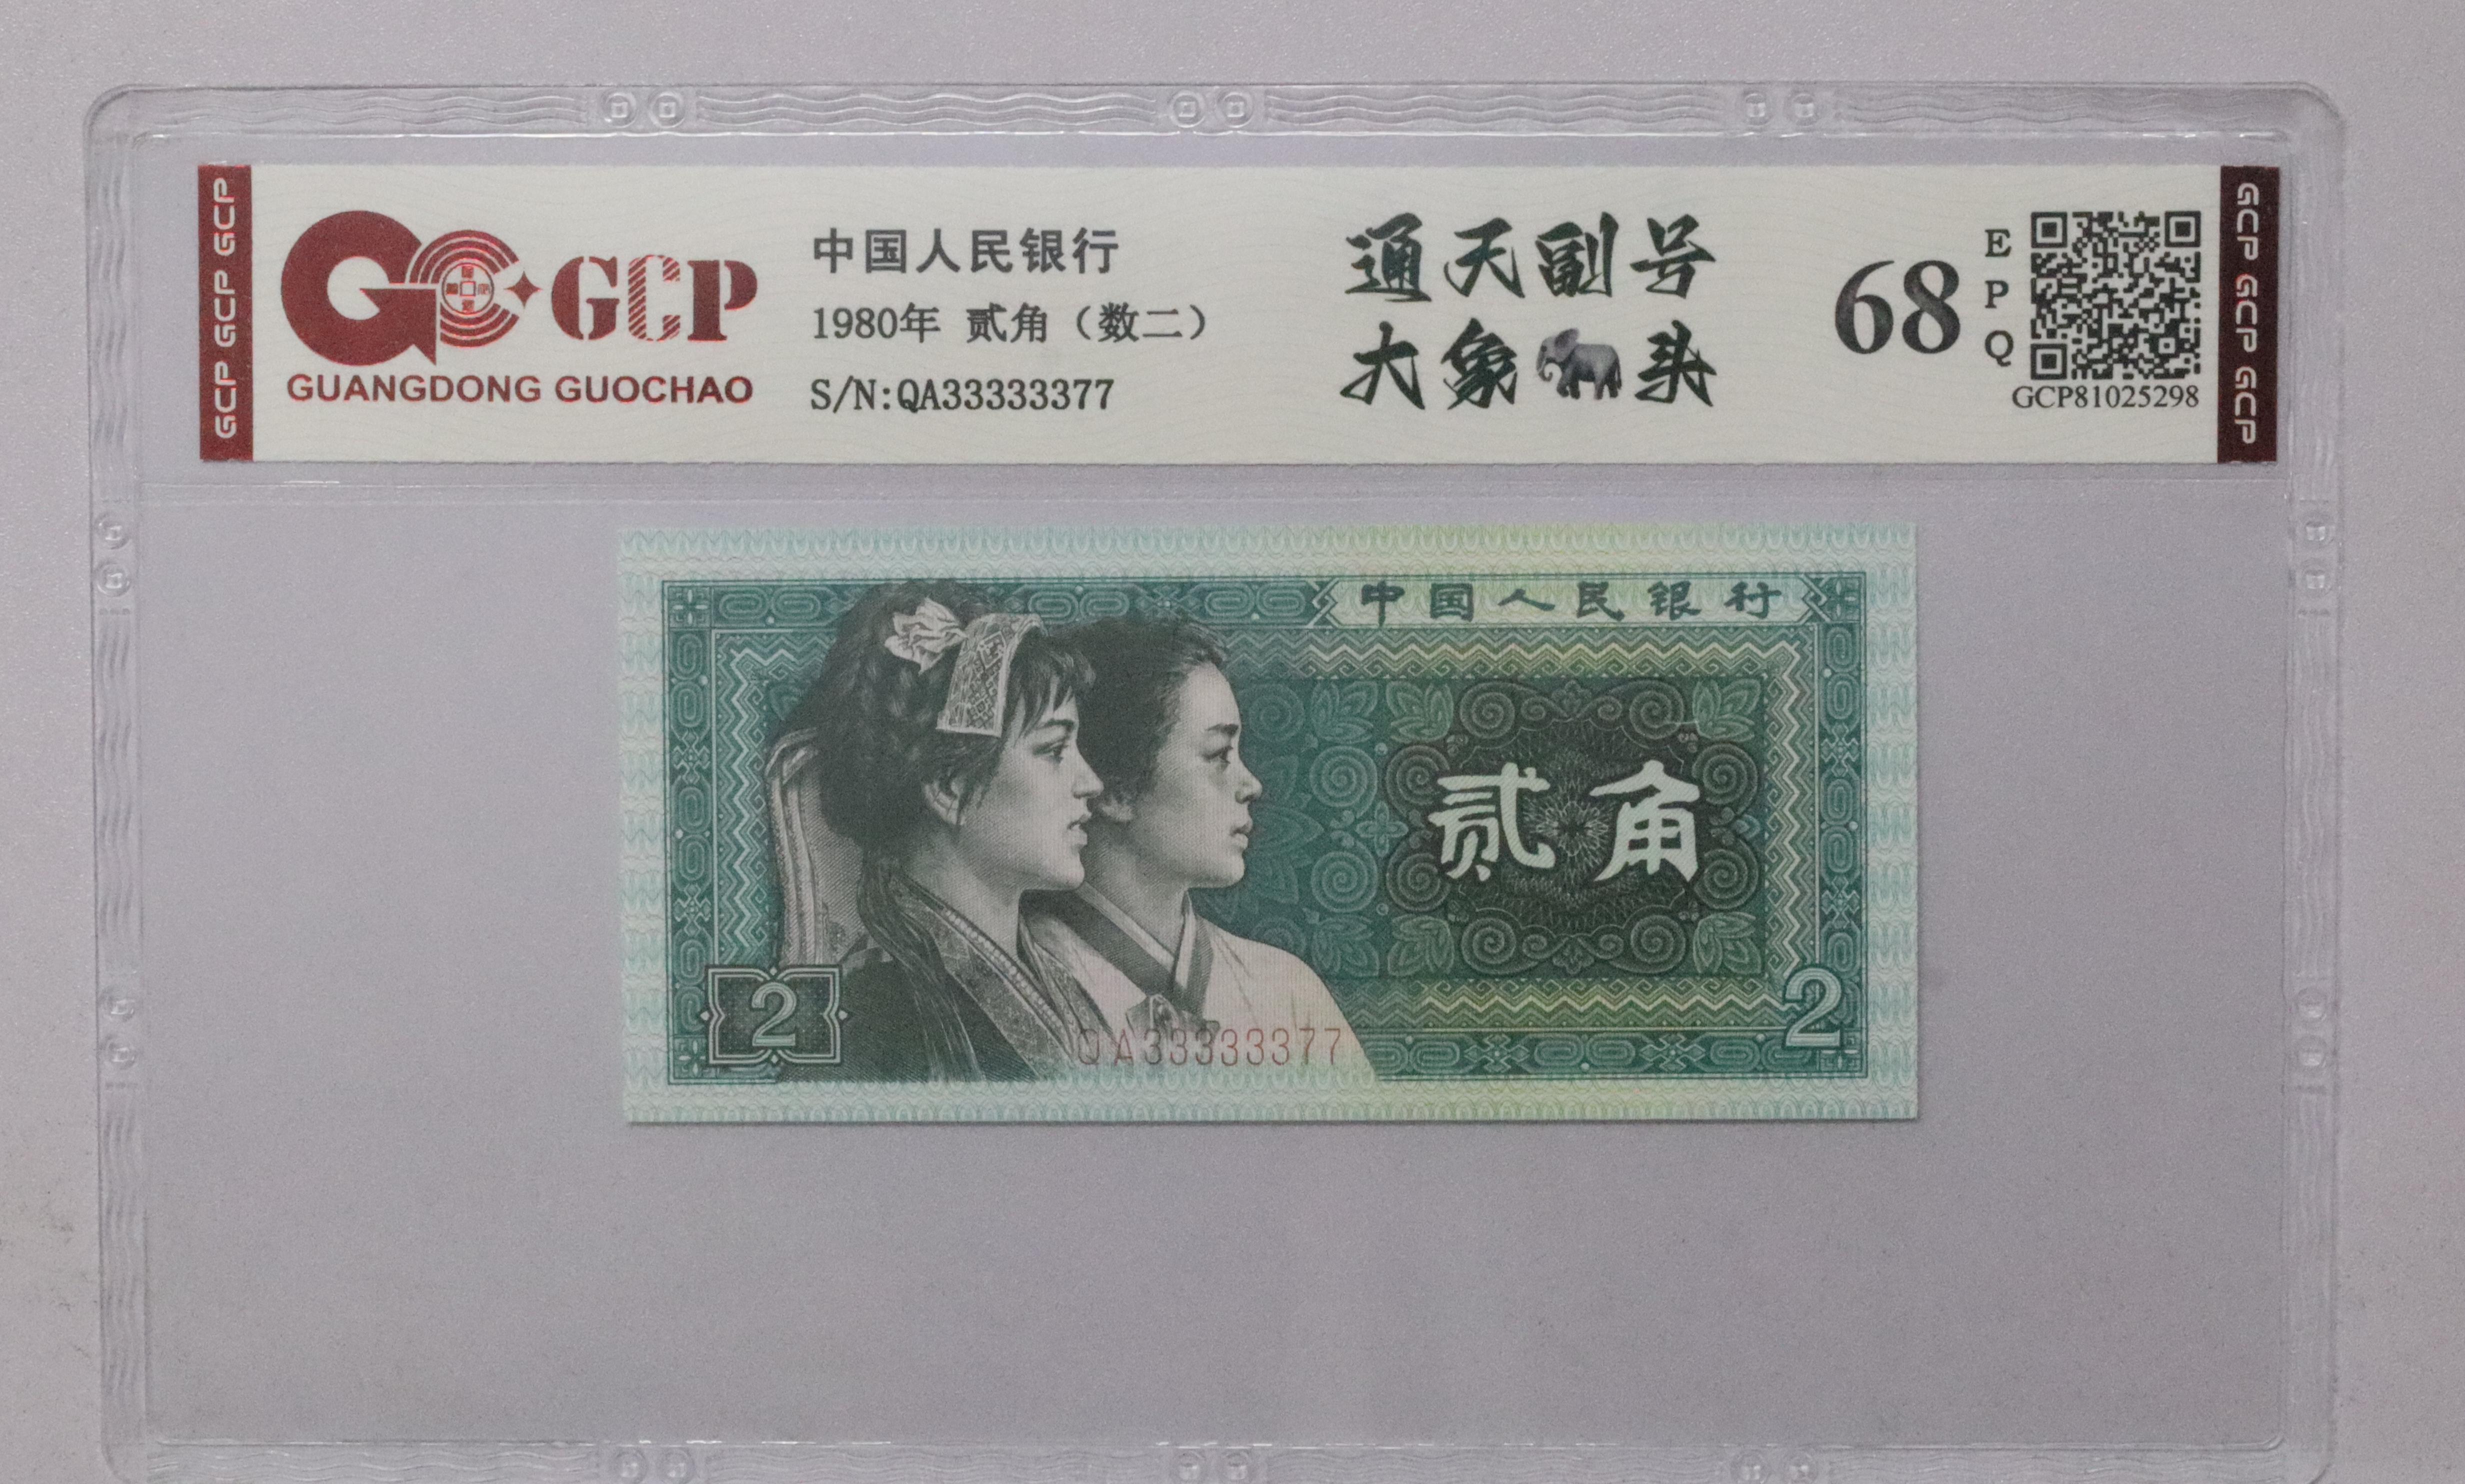 GCP GCP GCP
GCP
GUANGDONG GUOCHAO
中国人民银行
1980年 贰角（数二）
S/N:QA33333377
通天副号
大象头
68
EPQ
GCP81025298
GCP GCP GCP
中国人民银行
贰角
2
QA33333377
2